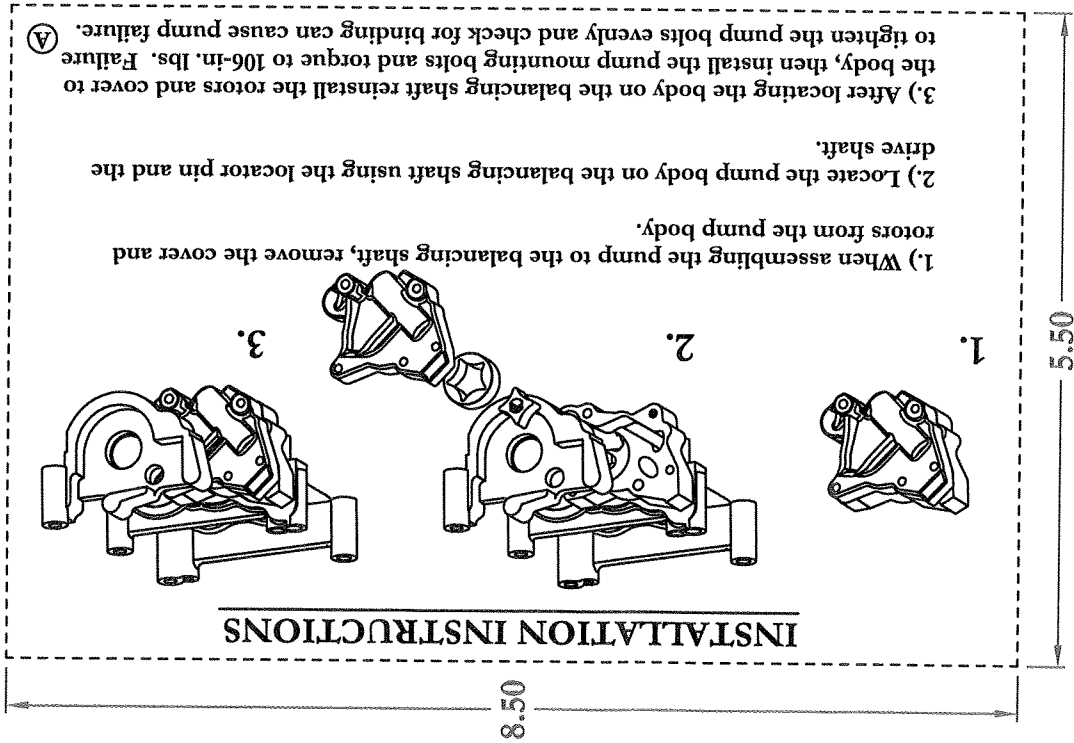 8.50
5.50
INSTALLATION INSTRUCTIONS
1.
2.
3.
1.) When assembling the pump to the balancing shaft, remove the cover and
rotors from the pump body.
2.) Locate the pump body on the balancing shaft using the locator pin and the
drive shaft.
3.) After locating the body on the balancing shaft reinstall the rotors and cover to
the body, then install the pump mounting bolts and torque to 106-in. lbs. Failure
to tighten the pump bolts evenly and check for binding can cause pump failure.
A